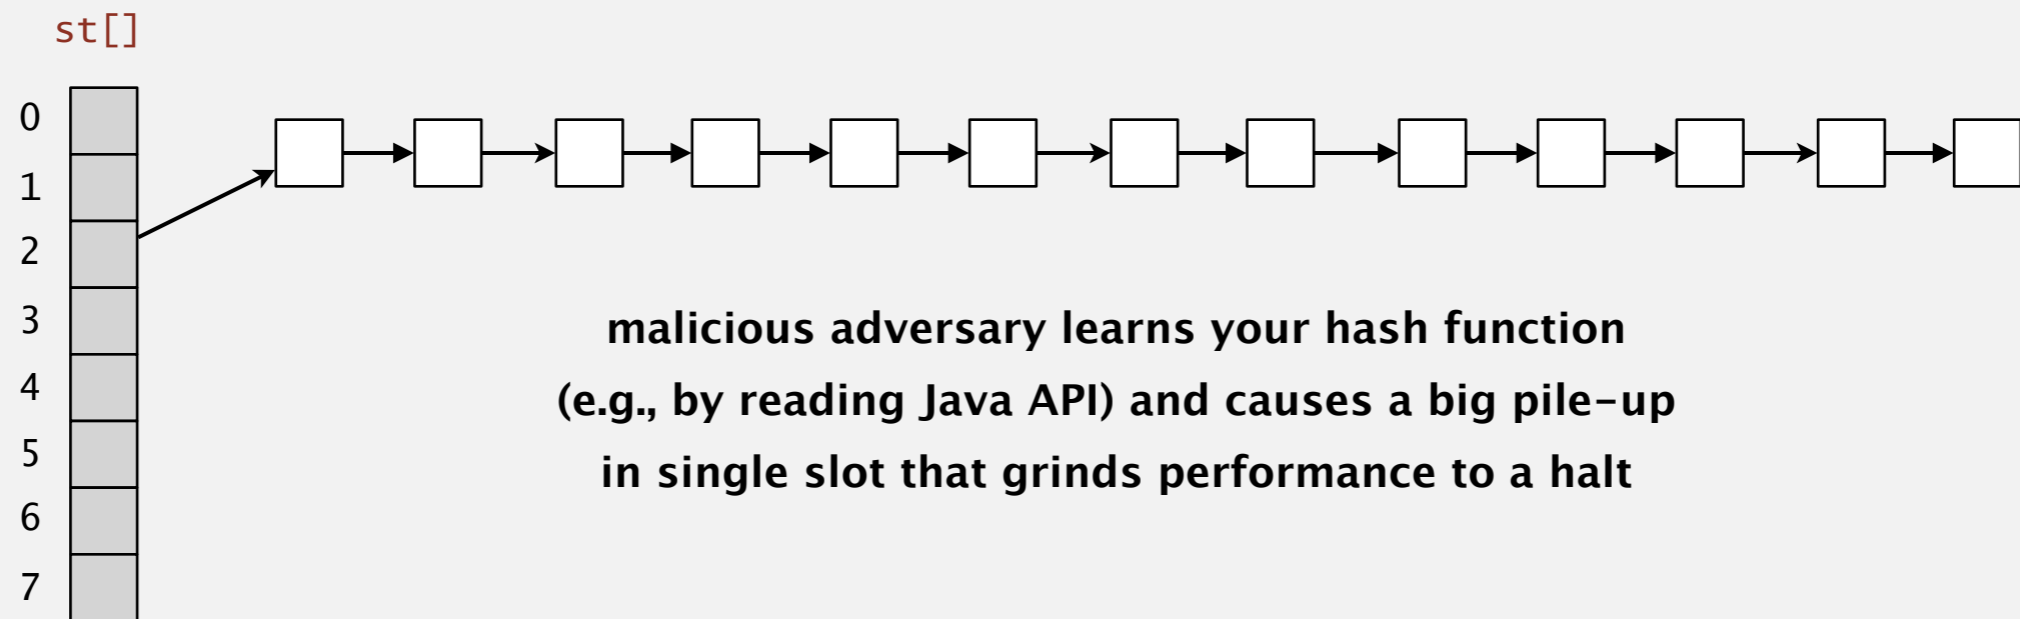 st[]
0
1
2
3
4
5
6
7
malicious adversary learns your hash function
(e.g., by reading Java API) and causes a big pile-up
in single slot that grinds performance to a halt